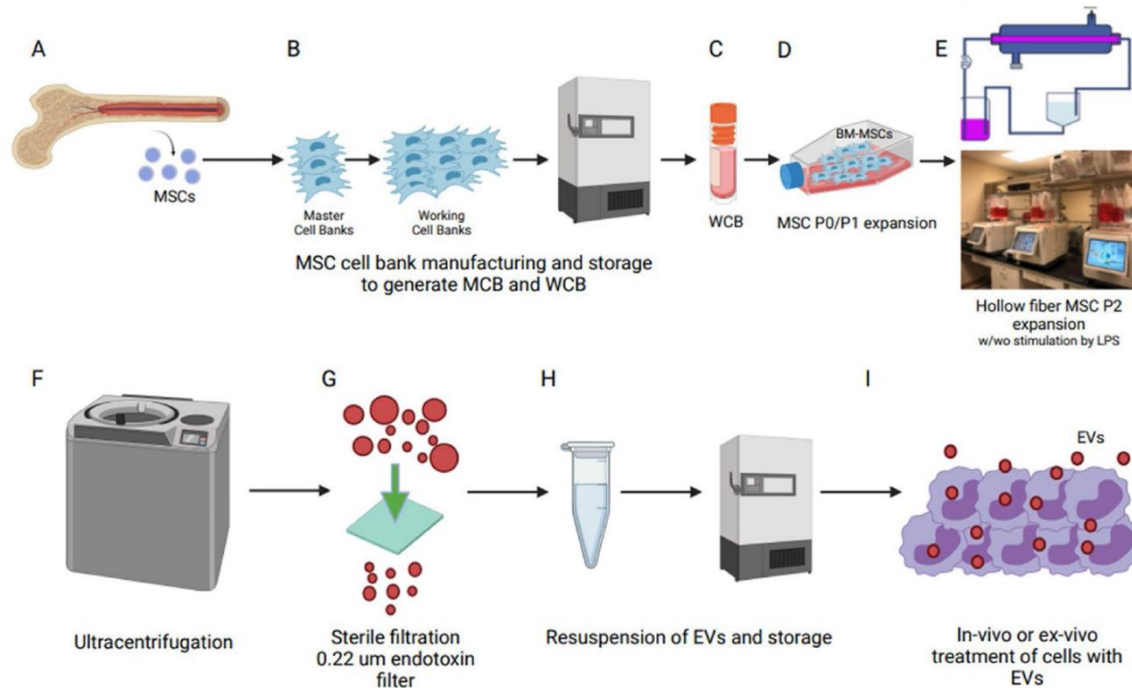 A
B
C
D
E
MSCs
Master
Cell Banks
Working
Cell Banks
MSC cell bank manufacturing and storage
to generate MCB and WCB
WCB
BM-MSCs
MSC P0/P1 expansion
Hollow fiber MSC P2
expansion
w/wo stimulation by LPS
F
G
H
I
Ultracentrifugation
Sterile filtration
0.22 um endotoxin
filter
Resuspension of EVs and storage
EVs
In-vivo or ex-vivo
treatment of cells with
EVs